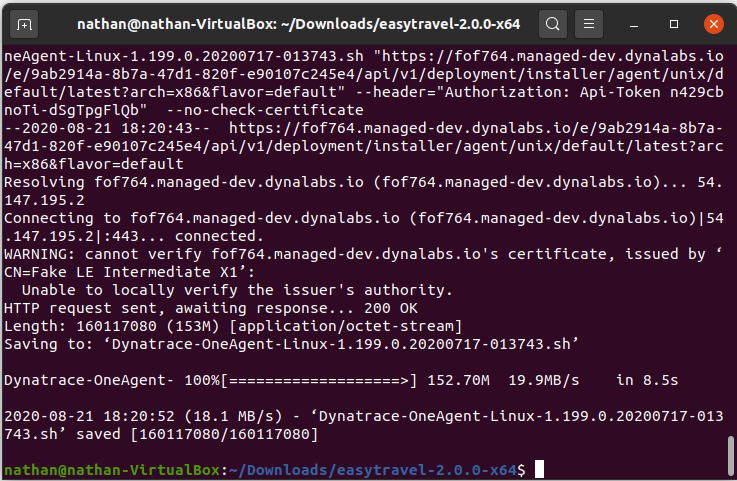 nathan@nathan-VirtualBox: ~/Downloads/easytravel-2.0.0-x64
neAgent-Linux-1.199.0.20200717-013743.sh "https://fof764.managed-dev.dynalabs.io
/e/9ab2914a-8b7a-47d1-820f-e90107c245e4/api/v1/deployment/installer/agent/unix/d
efault/latest?arch=x86&flavor=default" --header="Authorization: Api-Token n429cb
noTi-dSgTpgFlQb"  --no-check-certificate
--2020-08-21 18:20:43--  https://fof764.managed-dev.dynalabs.io/e/9ab2914a-8b7a-
47d1-820f-e90107c245e4/api/v1/deployment/installer/agent/unix/default/latest?arc
h=x86&flavor=default
Resolving fof764.managed-dev.dynalabs.io (fof764.managed-dev.dynalabs.io)... 54.
147.195.2
Connecting to fof764.managed-dev.dynalabs.io (fof764.managed-dev.dynalabs.io)|54
.147.195.2|:443... connected.
WARNING: cannot verify fof764.managed-dev.dynalabs.io's certificate, issued by ‘
CN=Fake LE Intermediate X1’:
  Unable to locally verify the issuer's authority.
HTTP request sent, awaiting response... 200 OK
Length: 160117080 (153M) [application/octet-stream]
Saving to: ‘Dynatrace-OneAgent-Linux-1.199.0.20200717-013743.sh’
Dynatrace-OneAgent- 100%[===================>] 152.70M  19.9MB/s    in 8.5s
2020-08-21 18:20:52 (18.1 MB/s) - ‘Dynatrace-OneAgent-Linux-1.199.0.20200717-013
743.sh’ saved [160117080/160117080]
nathan@nathan-VirtualBox:~/Downloads/easytravel-2.0.0-x64$